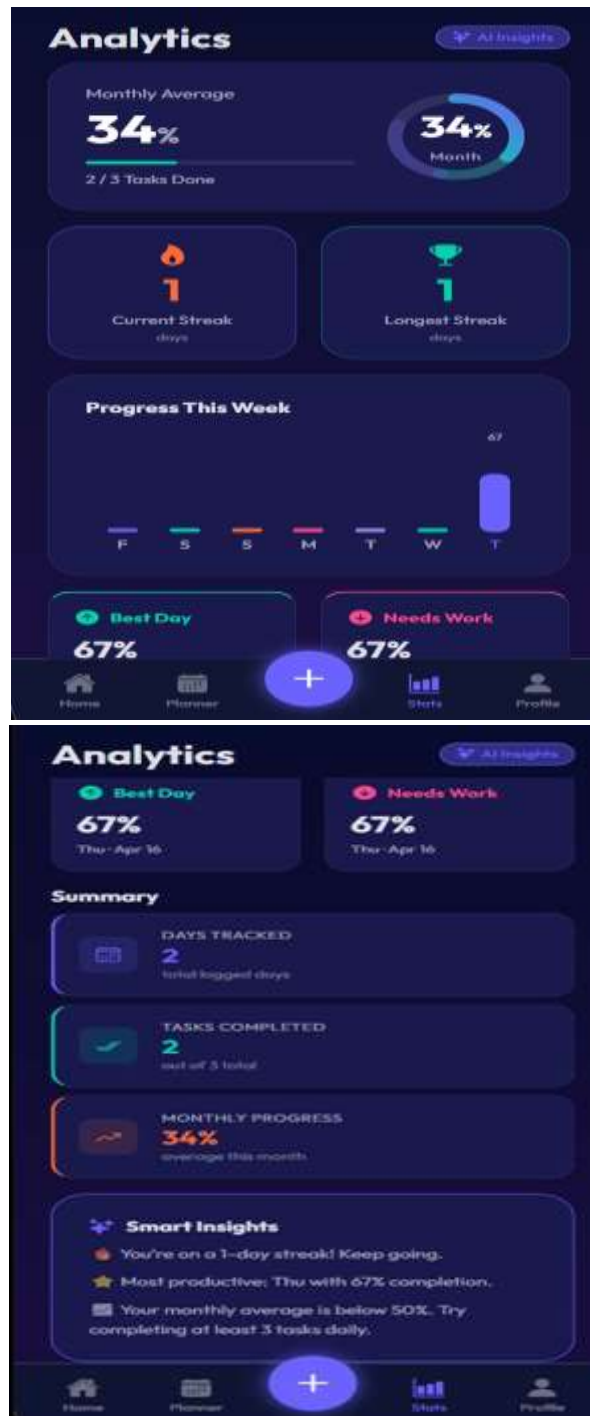 Analytics
AI Insights
Monthly Average
34%
2 / 3 Tasks Done
34%
Month
1
Current Streak
days
1
Longest Streak
days
Progress This Week
67
F S S M T W T
Best Day
67%
Needs Work
67%
Home Planner + Stats Profile
Analytics
AI Insights
Best Day
67%
Thu · Apr 16
Needs Work
67%
Thu · Apr 16
Summary
DAYS TRACKED
2
total logged days
TASKS COMPLETED
2
out of 3 total
MONTHLY PROGRESS
34%
average this month
Smart Insights
You're on a 1-day streak! Keep going.
Most productive: Thu with 67% completion.
Your monthly average is below 50%. Try
completing at least 3 tasks daily.
Home Planner + Stats Profile